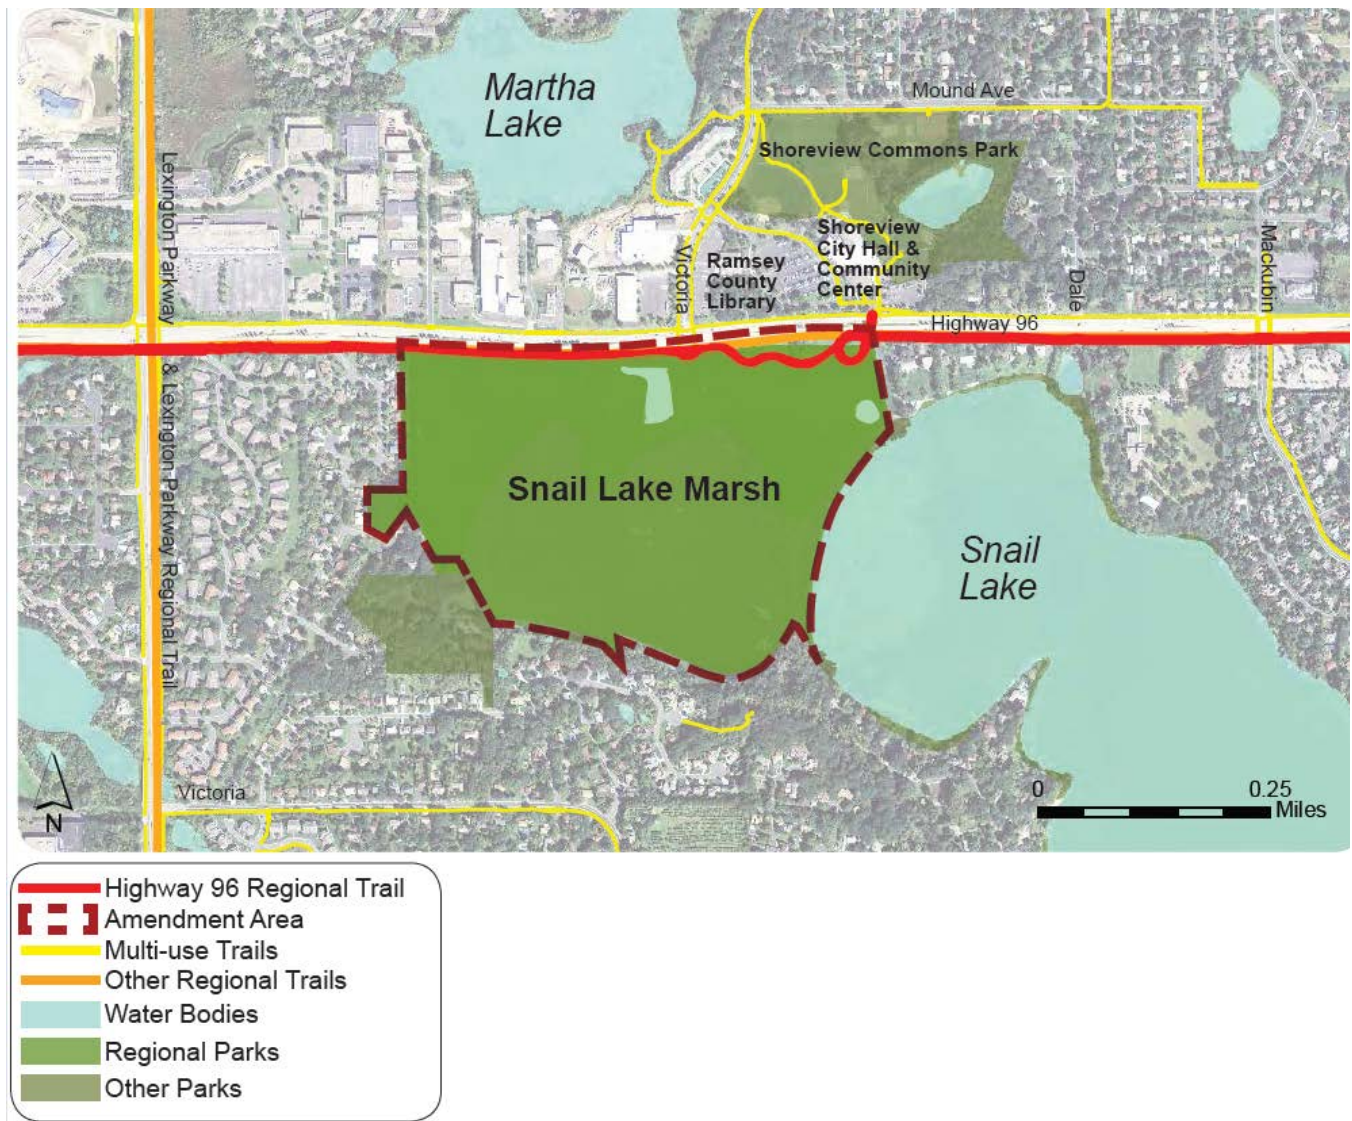 Martha
Lake
Mound Ave
Shoreview Commons Park
Lexington Parkway
& Lexington Parkway Regional Trail
Victoria
Ramsey
County
Library
Shoreview
City Hall &
Community
Center
Dale
Mackubin
Highway 96
Snail Lake Marsh
Snail
Lake
Victoria
N
0 0.25
Miles
Highway 96 Regional Trail
Amendment Area
Multi-use Trails
Other Regional Trails
Water Bodies
Regional Parks
Other Parks